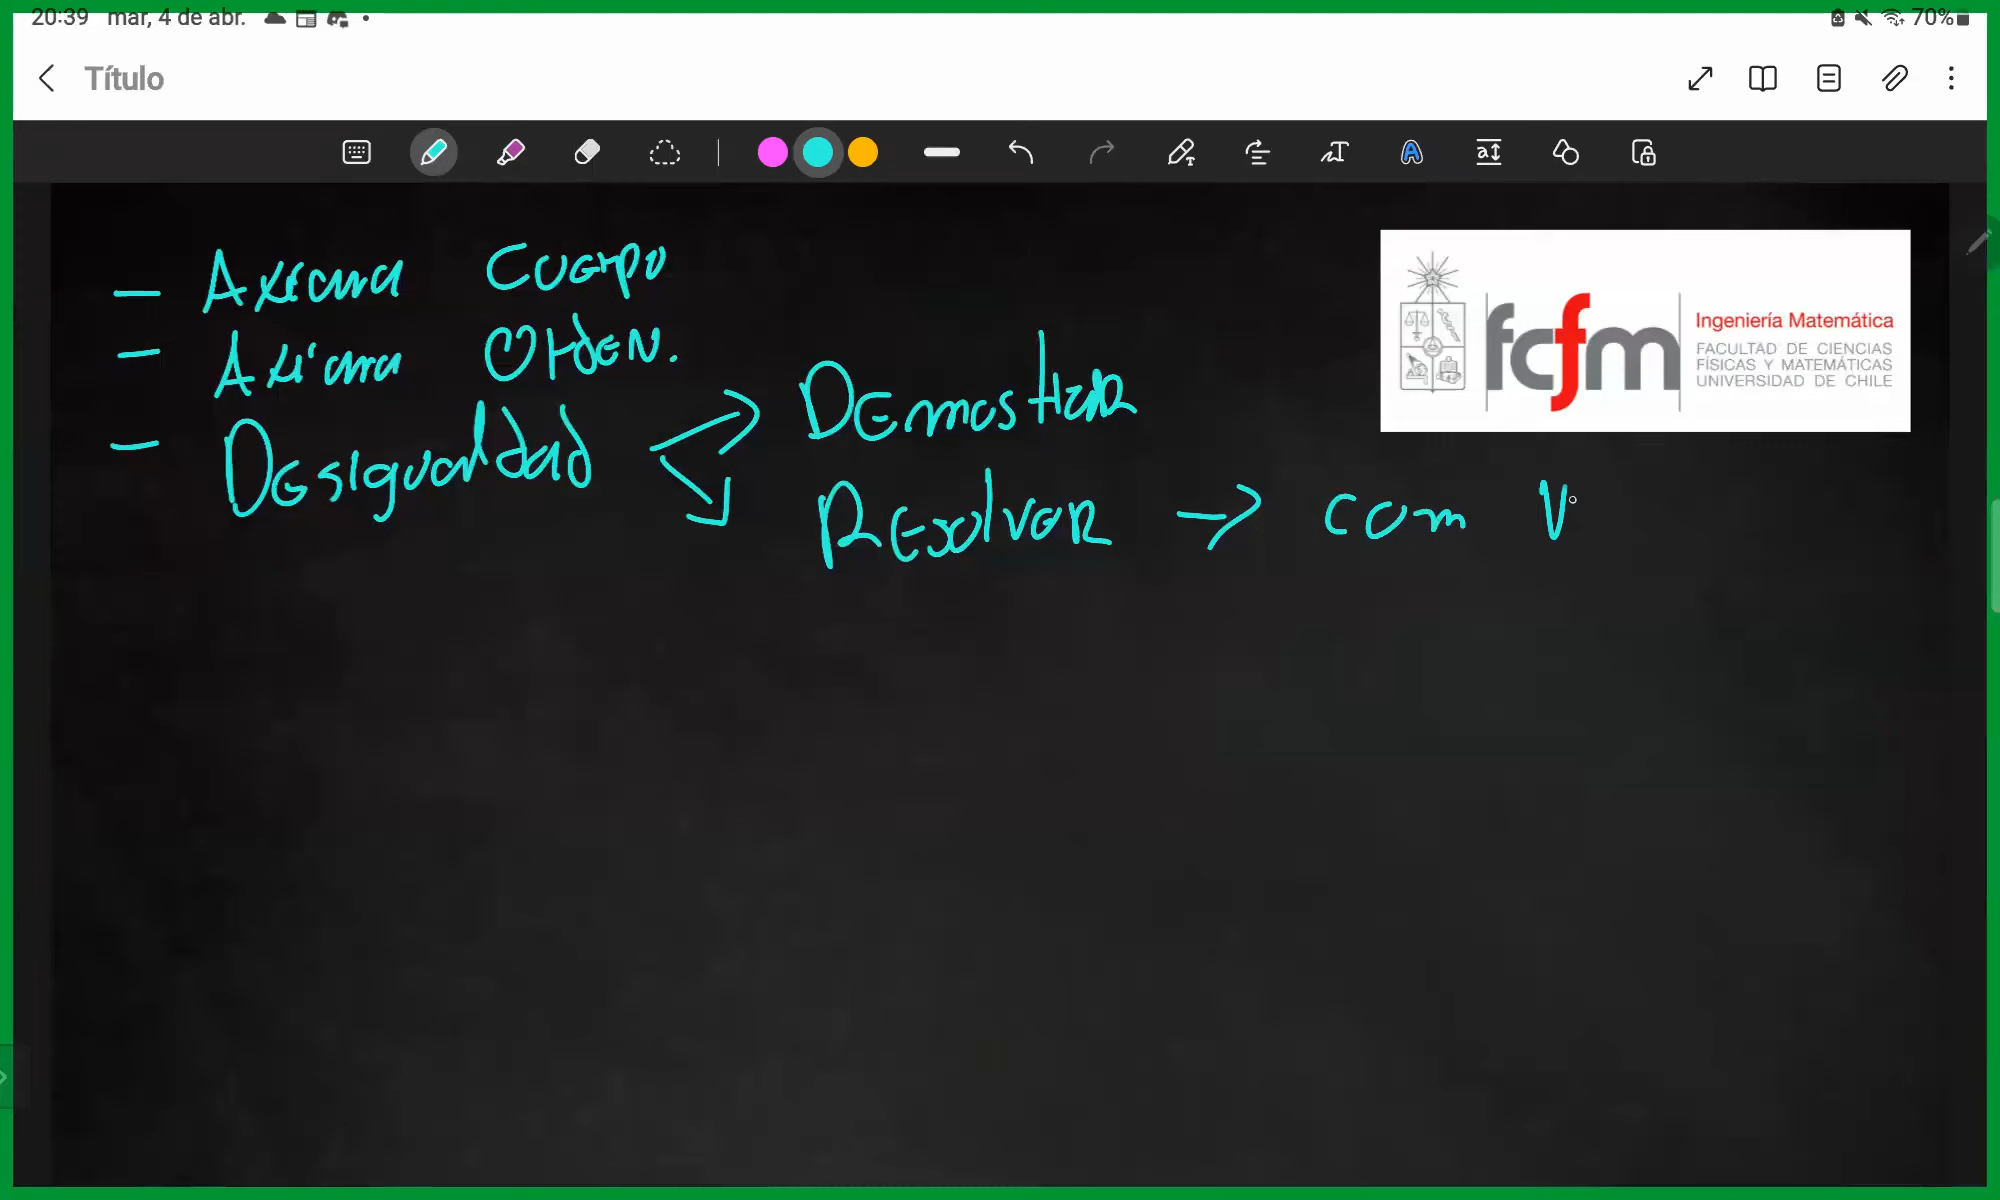 20:39 mar, 4 de abr. 70%
Título
- Axioma Cuerpo
- Axioma Orden.
- Desigualdad → Demostrar
Resolver → com V
fcfm
Ingeniería Matemática
FACULTAD DE CIENCIAS
FÍSICAS Y MATEMÁTICAS
UNIVERSIDAD DE CHILE